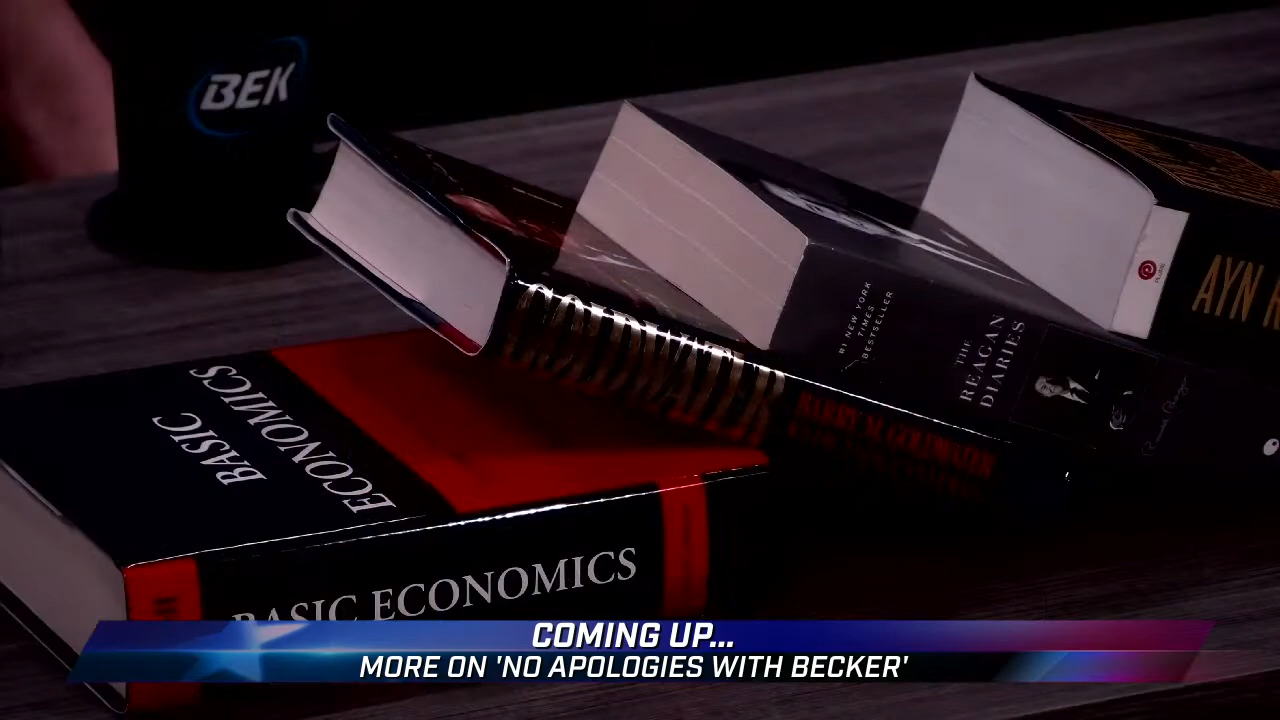 BEK
#1 NEW YORK
TIMES
BESTSELLER
THE
REAGAN
DIARIES
AYN
GOLDWATER
BARRY M. GOLDWATER
BASIC
ECONOMICS
BASIC ECONOMICS
COMING UP...
MORE ON 'NO APOLOGIES WITH BECKER'